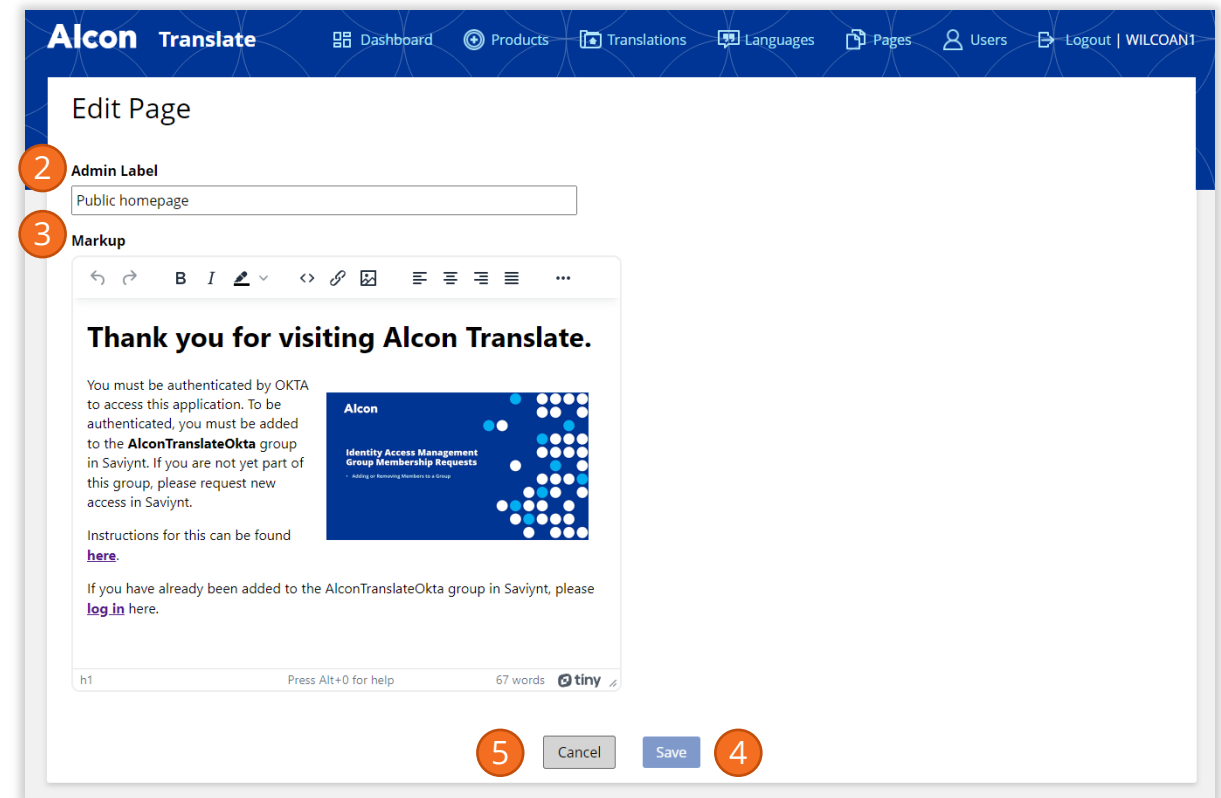 Alcon Translate Dashboard Products Translations Languages Pages Users Logout | WILCOAN1
Edit Page
2
Admin Label
Public homepage
3
Markup
B I
Thank you for visiting Alcon Translate.
You must be authenticated by OKTA
to access this application. To be
authenticated, you must be added
to the AlconTranslateOkta group
in Saviynt. If you are not yet part of
this group, please request new
access in Saviynt.
Alcon
Identity Access Management
Group Membership Requests
• Adding or Removing Members to a Group
Instructions for this can be found
here.
If you have already been added to the AlconTranslateOkta group in Saviynt, please
log in here.
h1 Press Alt+0 for help 67 words tiny
5 Cancel Save 4